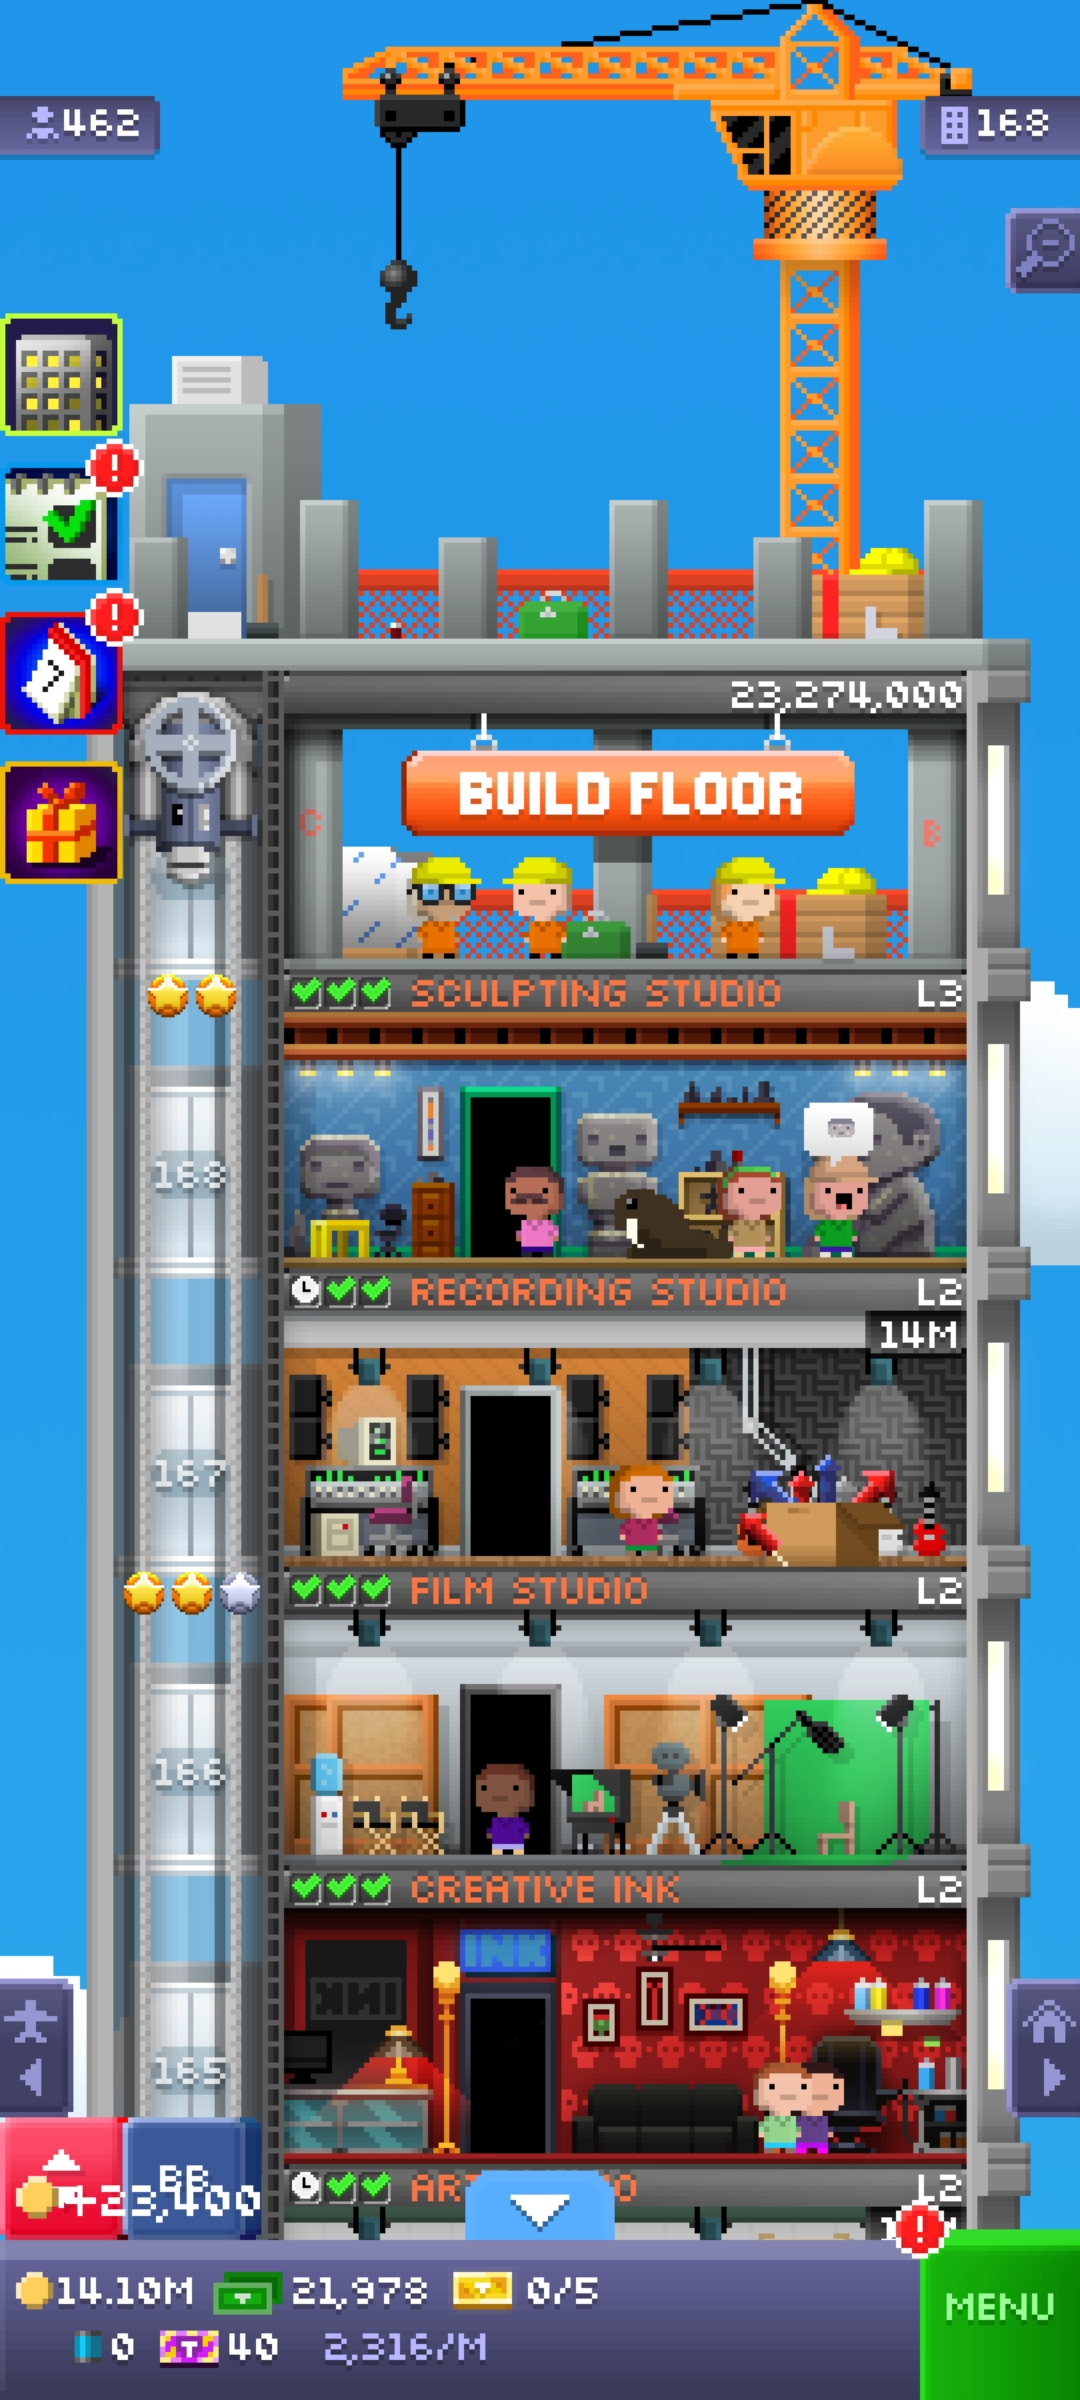 462
168
7
23,274,000
BUILD FLOOR
C
B
SCULPTING STUDIO L3
168
RECORDING STUDIO L2
14M
167
FILM STUDIO L2
166
CREATIVE INK L2
INK
165
BB
+23,400
L2
14.10M 21,978 0/5
0 40 2,316/M
MENU